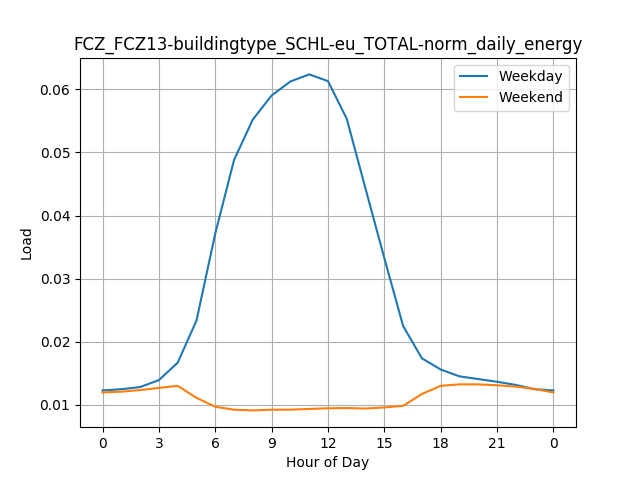 FCZ_FCZ13-buildingtype_SCHL-eu_TOTAL-norm_daily_energy
Weekday
Weekend
0.06
0.05
0.04
0.03
0.02
0.01
Load
0 3 6 9 12 15 18 21 0
Hour of Day